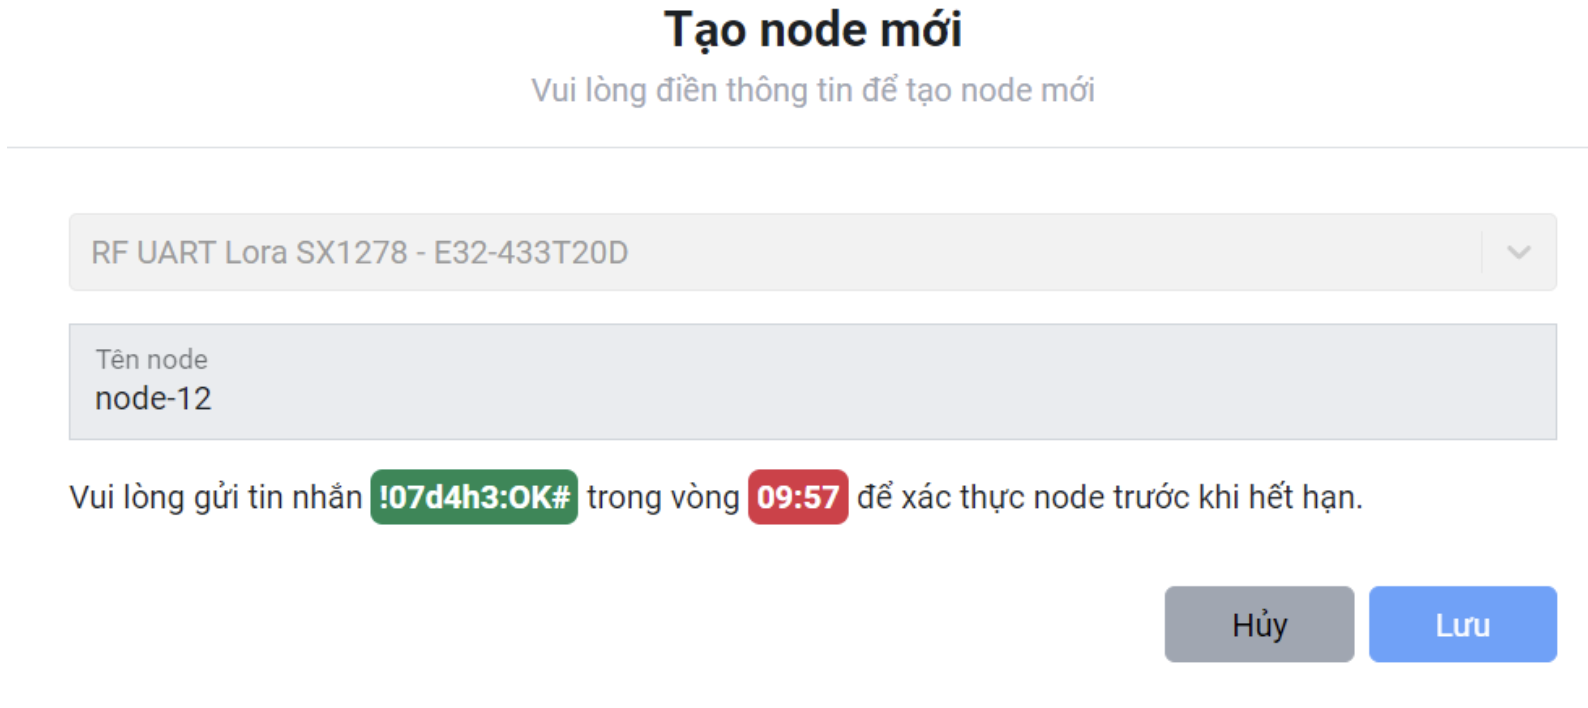 Tạo node mới
Vui lòng điền thông tin để tạo node mới
RF UART Lora SX1278 - E32-433T20D
Tên node
node-12
Vui lòng gửi tin nhắn !07d4h3:OK# trong vòng 09:57 để xác thực node trước khi hết hạn.
Hủy Lưu